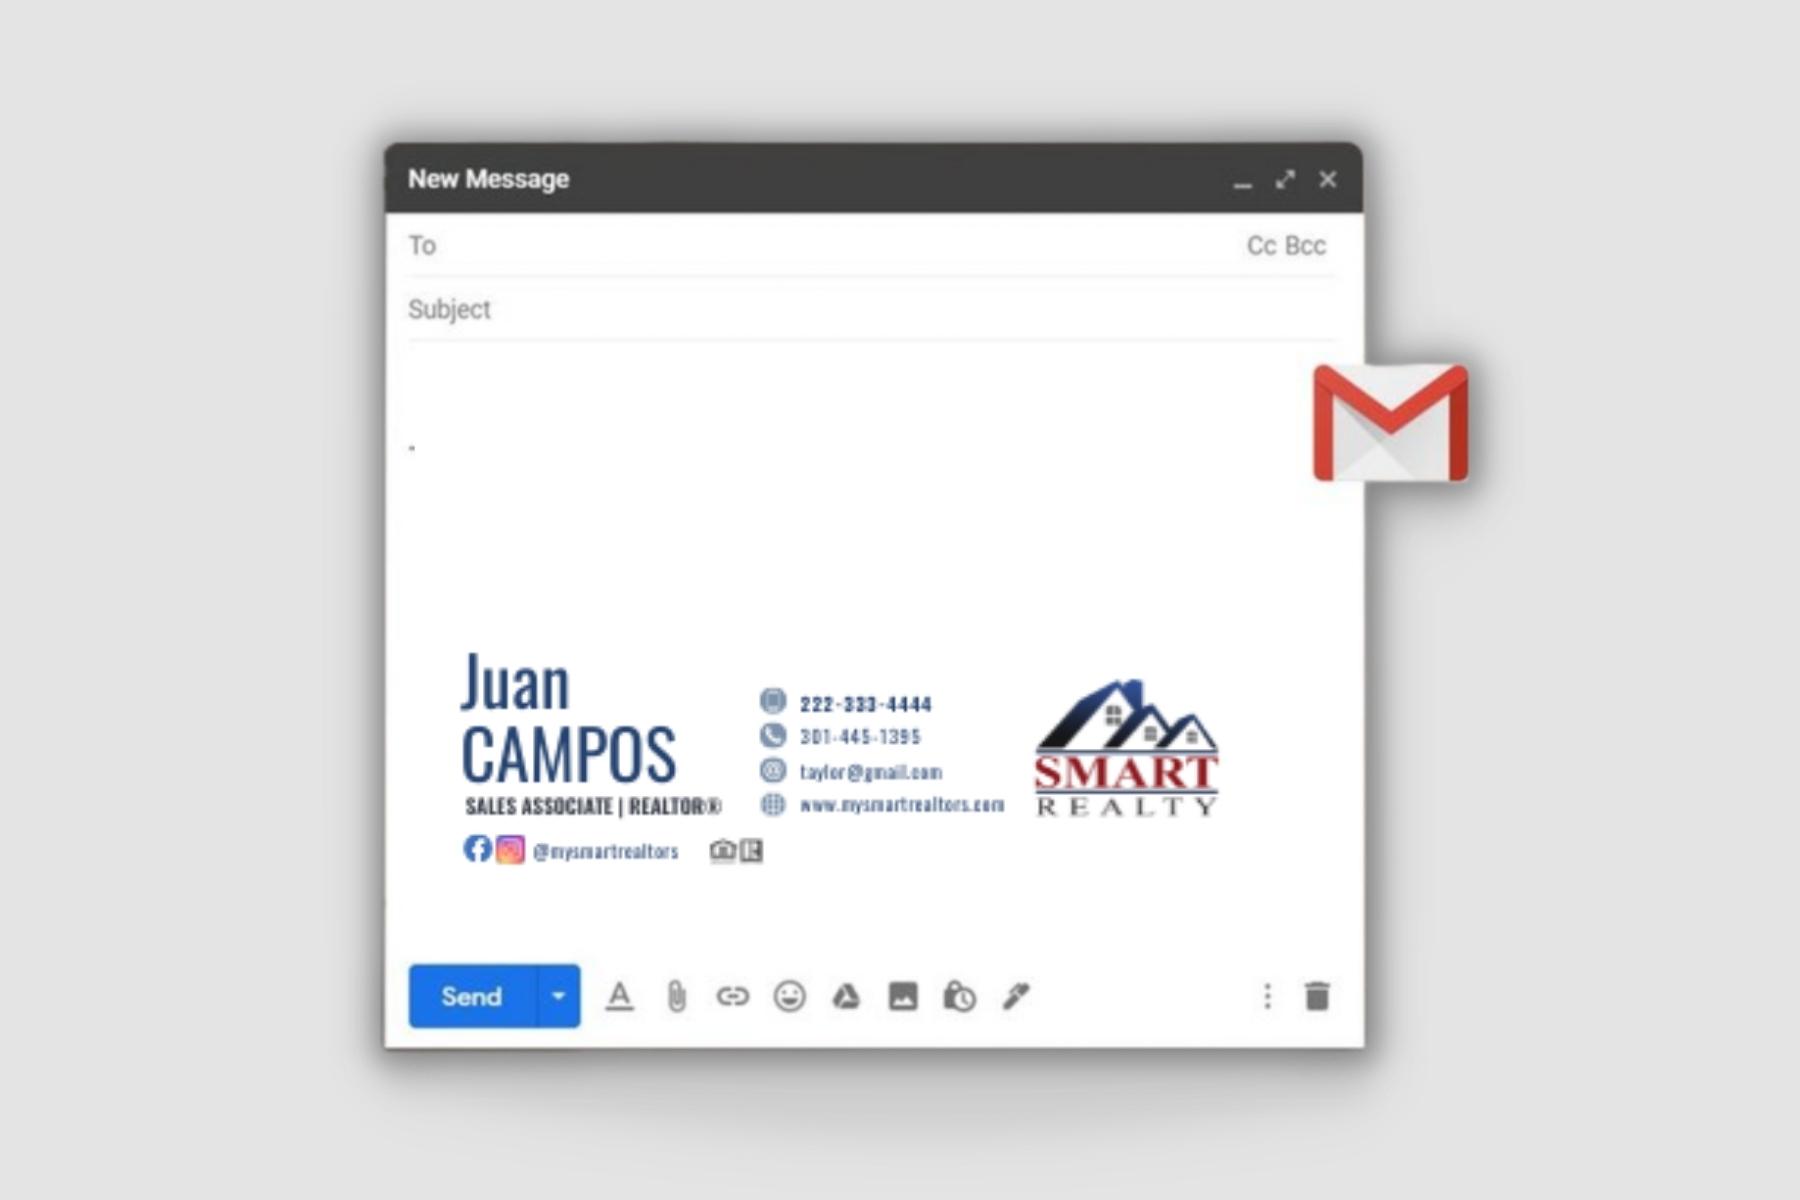 New Message
To Cc Bcc
Subject
Juan
CAMPOS
SALES ASSOCIATE | REALTOR®
@mysmartrealtors
222-333-4444
301-445-1395
taylor@gmail.com
www.mysmartrealtors.com
SMART
REALTY
Send